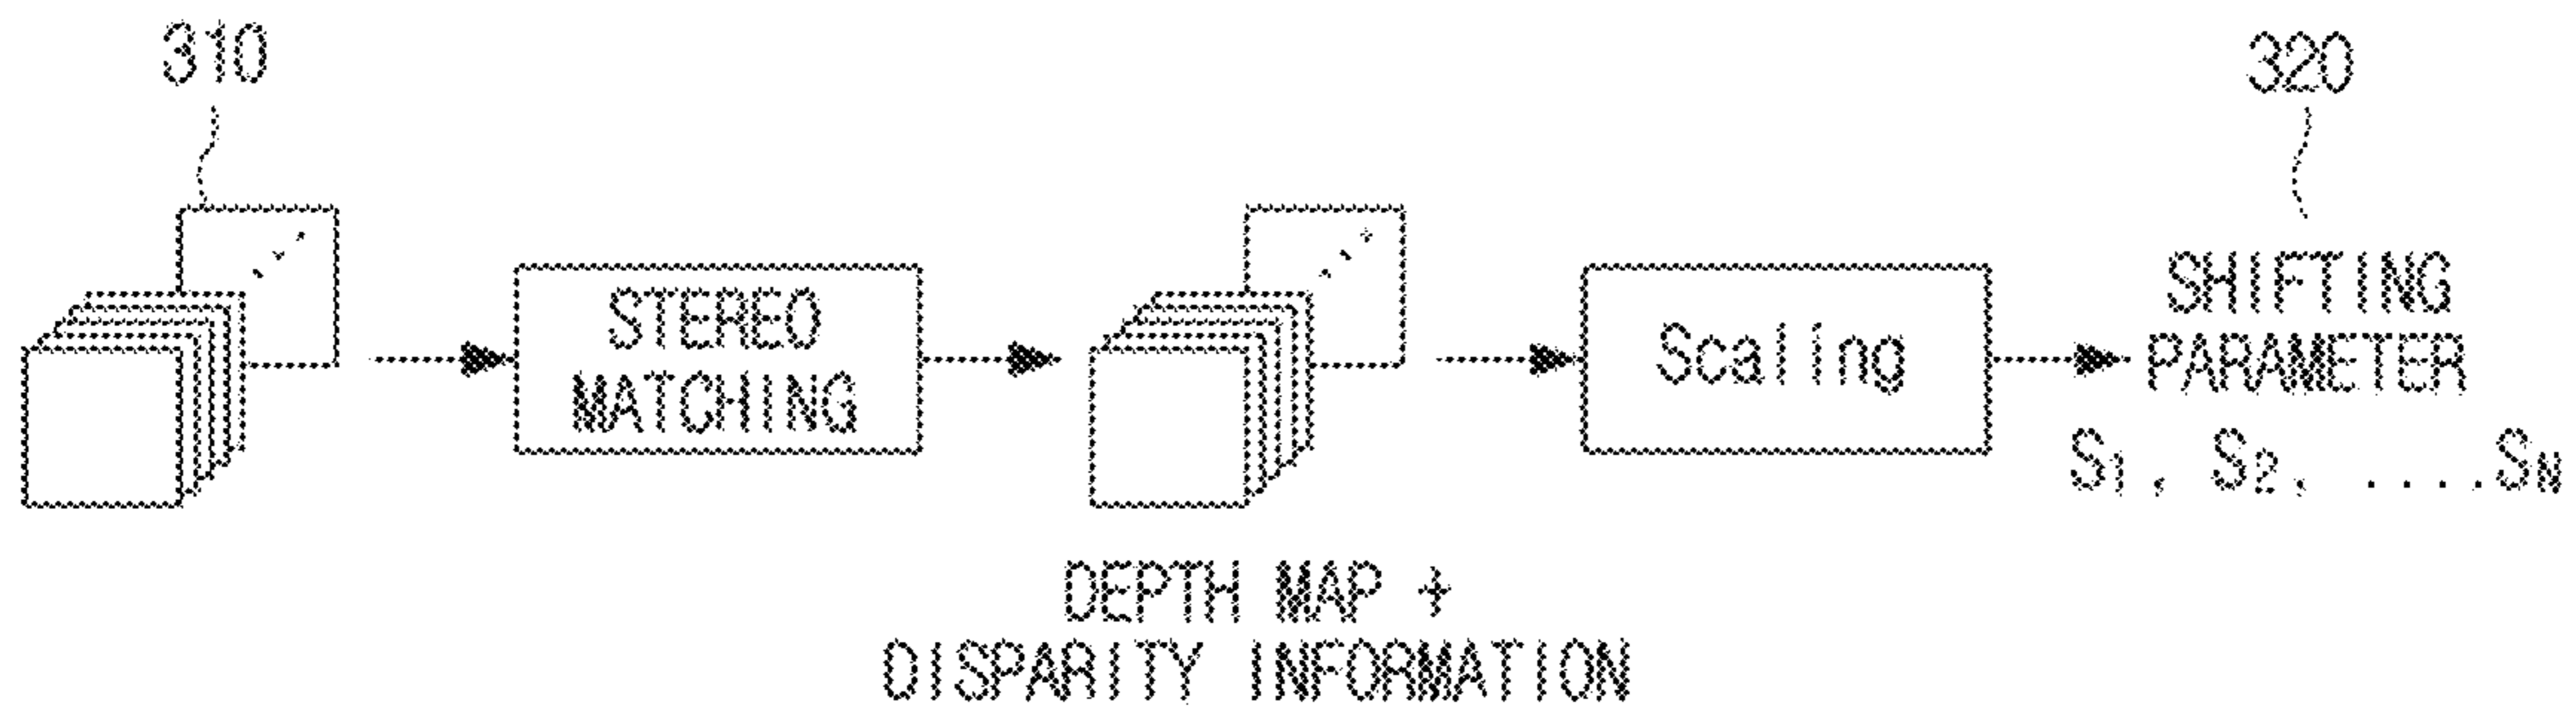 310
320
STEREO
MATCHING
Scaling
SHIFTING
PARAMETER
S1, S2, ....SN
DEPTH MAP +
DISPARITY INFORMATION